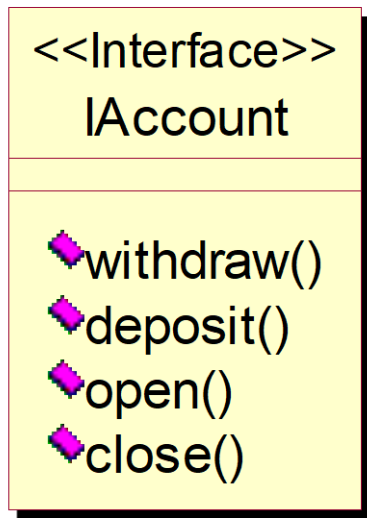 <<Interface>>
IAccount
withdraw()
deposit()
open()
close()